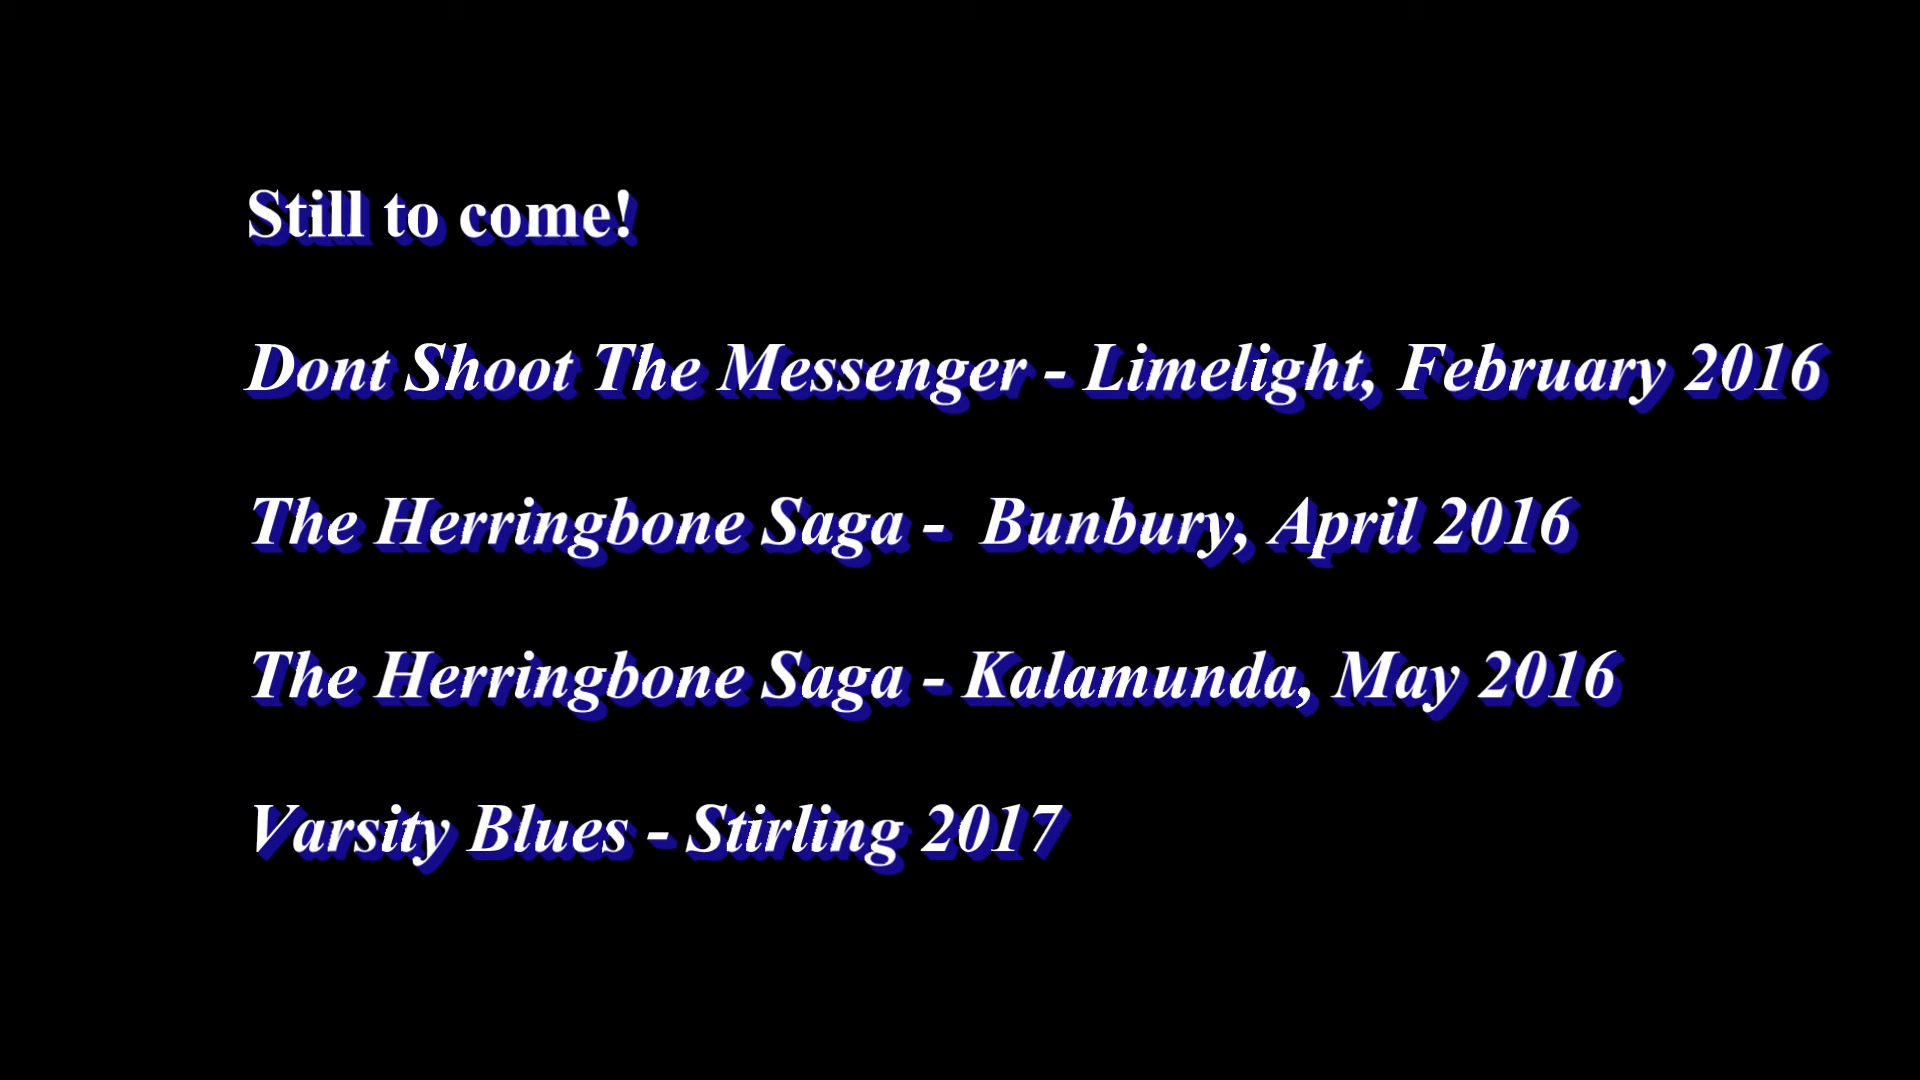 Still to come!
Dont Shoot The Messenger - Limelight, February 2016
The Herringbone Saga -  Bunbury, April 2016
The Herringbone Saga - Kalamunda, May 2016
Varsity Blues - Stirling 2017